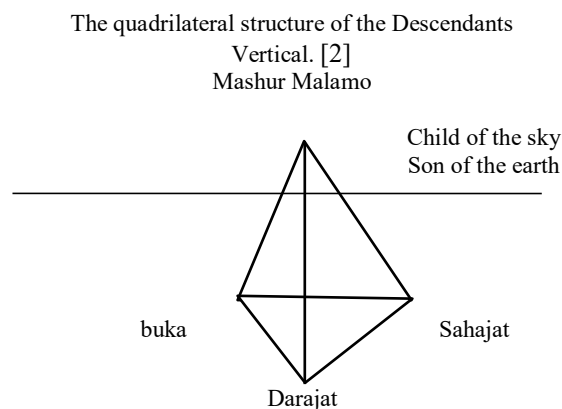 The quadrilateral structure of the Descendants
Vertical. [2]
Mashur Malamo
Child of the sky
Son of the earth
buka
Sahajat
Darajat